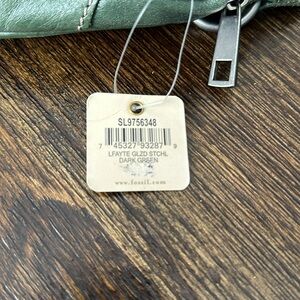 SL9756348
7 45327 93287 9
LFAYTE GLZD STCHL
DARK GREEN
www.fossil.com